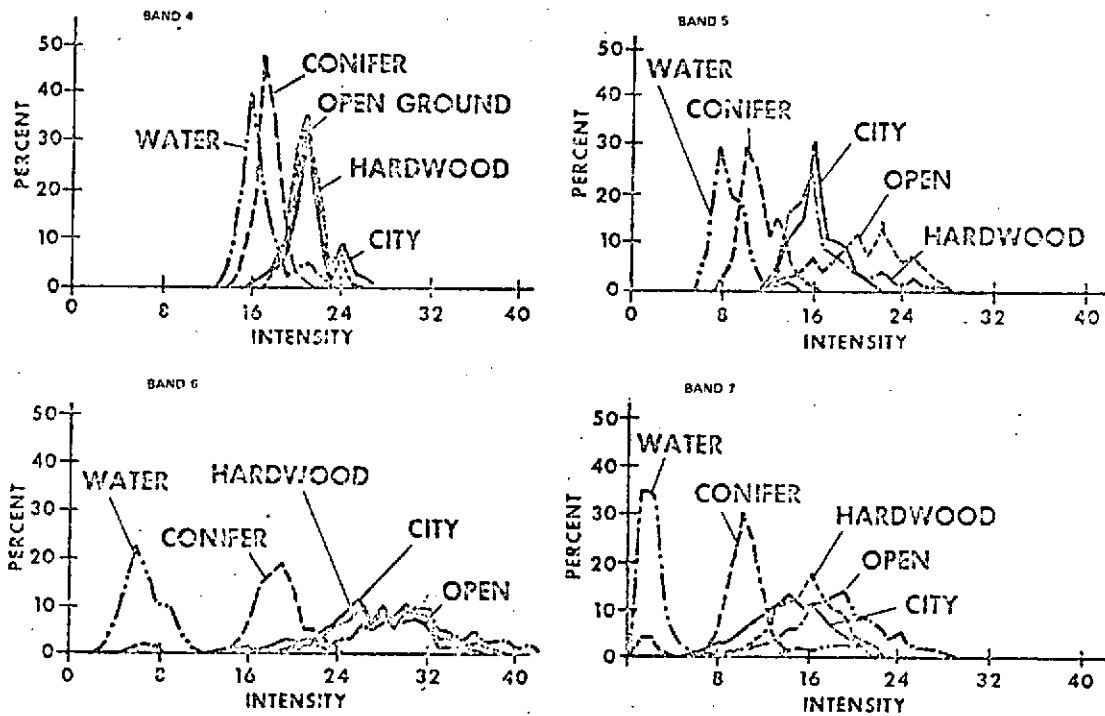 BAND 4
50
40
30
20
10
0
PERCENT
CONIFER
OPEN GROUND
WATER
HARDWOOD
CITY
0 8 16 24 32 40
INTENSITY
BAND 5
50
40
30
20
10
0
PERCENT
WATER
CONIFER
CITY
OPEN
HARDWOOD
0 8 16 24 32 40
INTENSITY
BAND 6
50
40
30
20
10
0
PERCENT
WATER
HARDWOOD
CONIFER
CITY
OPEN
0 8 16 24 32 40
INTENSITY
BAND 7
50
40
30
20
10
0
PERCENT
WATER
CONIFER
HARDWOOD
OPEN
CITY
0 8 16 24 32 40
INTENSITY